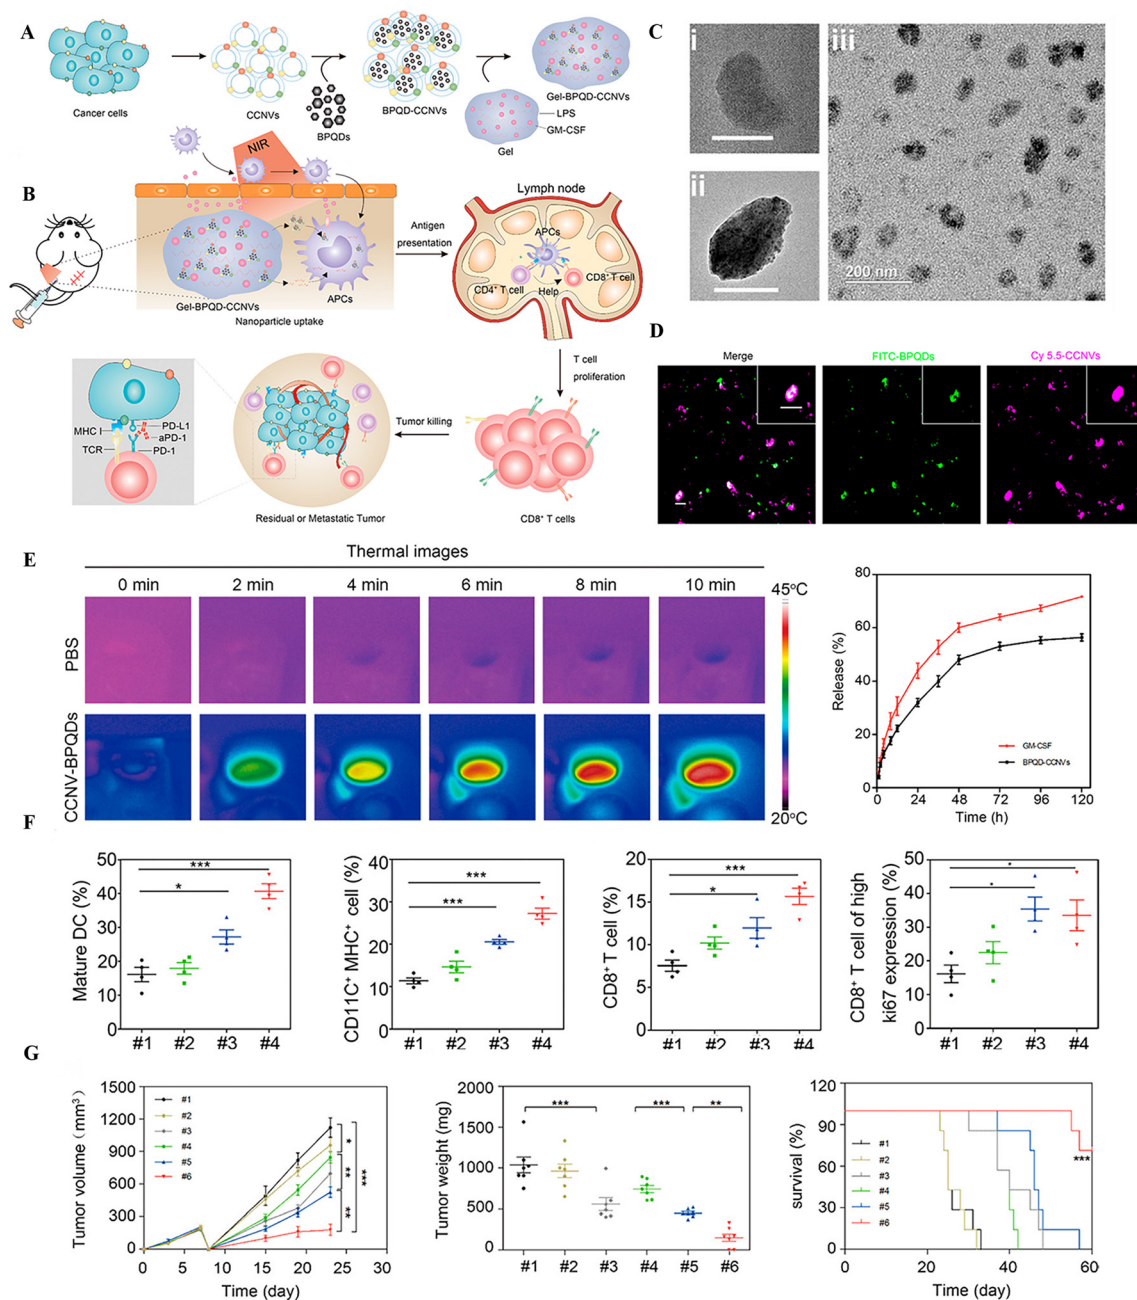 A
Cancer cells
CCNVs
BPQDs
BPQD-CCNVs
Gel-BPQD-CCNVs
LPS
GM-CSF
Gel
B
NIR
Gel-BPQD-CCNVs
APCs
Nanoparticle uptake
Antigen
presentation
Lymph node
APCs
CD4⁺ T cell
Help
CD8⁺ T cell
T cell
proliferation
CD8⁺ T cells
Tumor killing
Residual or Metastatic Tumor
MHC I
TCR
PD-L1
aPD-1
PD-1
C
i
ii
iii
200 nm
D
Merge
FITC-BPQDs
Cy 5.5-CCNVs
E
Thermal images
0 min 2 min 4 min 6 min 8 min 10 min
PBS
CCNV-BPQDs
45°C
20°C
Release (%)
80
60
40
20
0
GM-CSF
BPQD-CCNVs
0 24 48 72 96 120
Time (h)
F
Mature DC (%)
50
40
30
20
10
0
***
*
#1 #2 #3 #4
CD11C⁺ MHC⁺ cell (%)
40
30
20
10
0
***
***
#1 #2 #3 #4
CD8⁺T cell (%)
20
15
10
5
0
***
*
#1 #2 #3 #4
CD8⁺ T cell of high
ki67 expression (%)
50
40
30
20
10
0
*
*
#1 #2 #3 #4
G
Tumor volume (mm³)
1500
1200
900
600
300
0
#1
#2
#3
#4
#5
#6
*
**
**
***
0 5 10 15 20 25 30
Time (day)
Tumor weight (mg)
2000
1500
1000
500
0
*** *** **
#1 #2 #3 #4 #5 #6
survival (%)
120
90
60
30
0
#1
#2
#3
#4
#5
#6
***
0 20 40 60
Time (day)